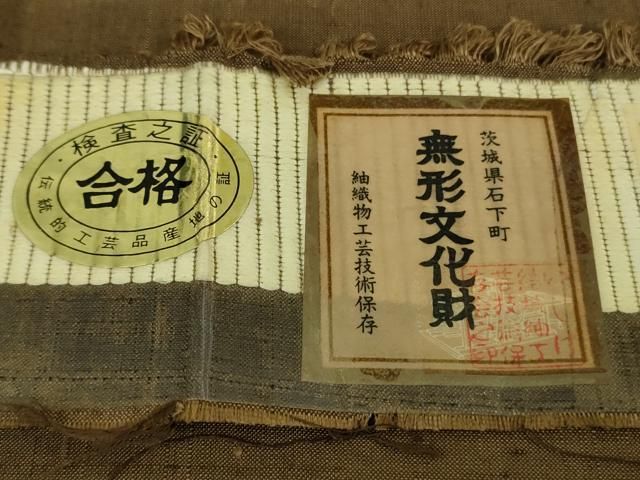 検査之証
合格
伝統的工芸品産地の
茨城県石下町
無形文化財
紬織物工芸技術保存